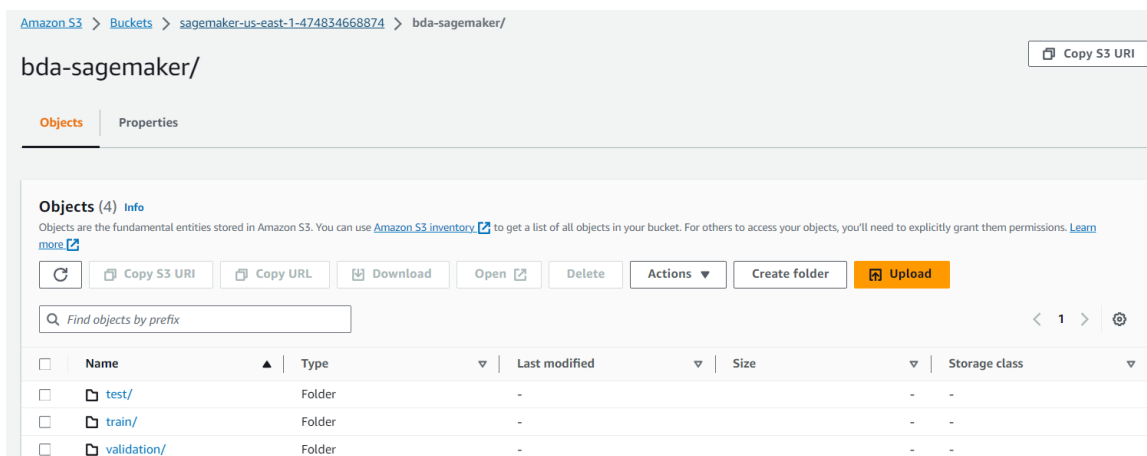 Amazon S3 > Buckets > sagemaker-us-east-1-474834668874 > bda-sagemaker/
bda-sagemaker/
Copy S3 URI
Objects Properties
Objects (4) Info
Objects are the fundamental entities stored in Amazon S3. You can use Amazon S3 inventory to get a list of all objects in your bucket. For others to access your objects, you'll need to explicitly grant them permissions. Learn
more
Copy S3 URI Copy URL Download Open Delete Actions Create folder Upload
Find objects by prefix
< 1 >
Name Type Last modified Size Storage class
test/ Folder - - -
train/ Folder - - -
validation/ Folder - - -